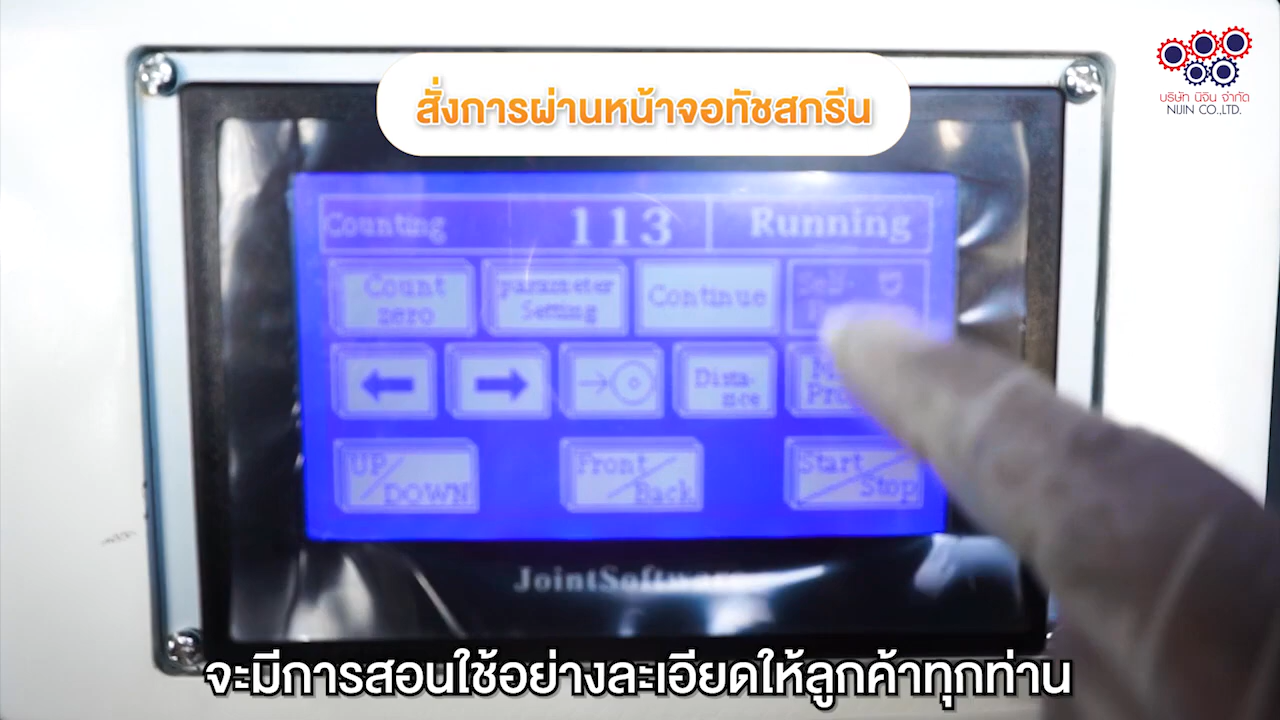 บริษัท นิจิน จำกัด
NIJIN CO.,LTD.
สั่งการผ่านหน้าจอทัชสกรีน
Counting 113 Running
Count zero
parameter Setting
Continue
Self-
Dista-nce
UP/DOWN
Front/Back
Start/Stop
JointSoftware
จะมีการสอนใช้อย่างละเอียดให้ลูกค้าทุกท่าน